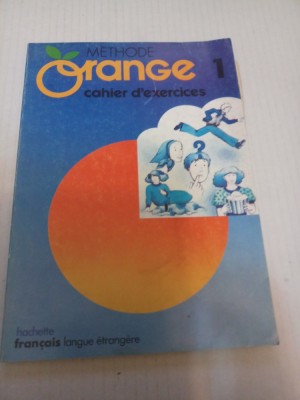 METHODE
Orange 1
cahier d'exercices
?
hachette
français langue étrangère